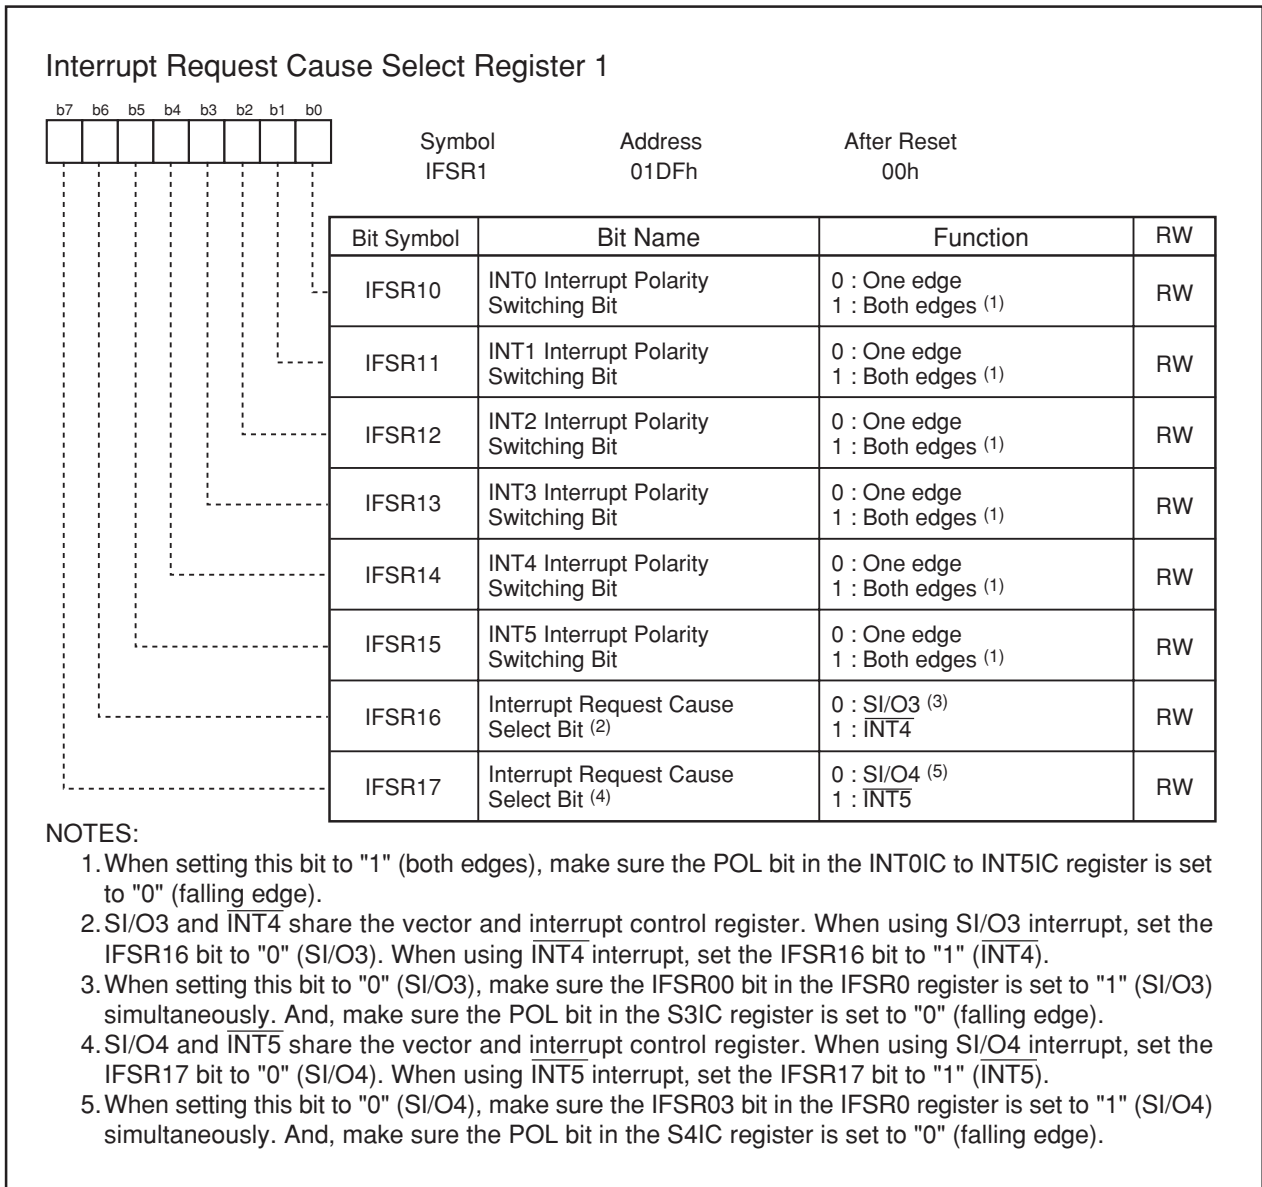 Interrupt Request Cause Select Register 1
b7 b6 b5 b4 b3 b2 b1 b0
Symbol Address After Reset
IFSR1 01DFh 00h
Bit Symbol Bit Name Function RW
IFSR10 INT0 Interrupt Polarity Switching Bit 0 : One edge 1 : Both edges (1) RW
IFSR11 INT1 Interrupt Polarity Switching Bit 0 : One edge 1 : Both edges (1) RW
IFSR12 INT2 Interrupt Polarity Switching Bit 0 : One edge 1 : Both edges (1) RW
IFSR13 INT3 Interrupt Polarity Switching Bit 0 : One edge 1 : Both edges (1) RW
IFSR14 INT4 Interrupt Polarity Switching Bit 0 : One edge 1 : Both edges (1) RW
IFSR15 INT5 Interrupt Polarity Switching Bit 0 : One edge 1 : Both edges (1) RW
IFSR16 Interrupt Request Cause Select Bit (2) 0 : SI/O3 (3) 1 : INT4 RW
IFSR17 Interrupt Request Cause Select Bit (4) 0 : SI/O4 (5) 1 : INT5 RW
NOTES:
1. When setting this bit to "1" (both edges), make sure the POL bit in the INT0IC to INT5IC register is set
to "0" (falling edge).
2. SI/O3 and INT4 share the vector and interrupt control register. When using SI/O3 interrupt, set the
IFSR16 bit to "0" (SI/O3). When using INT4 interrupt, set the IFSR16 bit to "1" (INT4).
3. When setting this bit to "0" (SI/O3), make sure the IFSR00 bit in the IFSR0 register is set to "1" (SI/O3)
simultaneously. And, make sure the POL bit in the S3IC register is set to "0" (falling edge).
4. SI/O4 and INT5 share the vector and interrupt control register. When using SI/O4 interrupt, set the
IFSR17 bit to "0" (SI/O4). When using INT5 interrupt, set the IFSR17 bit to "1" (INT5).
5. When setting this bit to "0" (SI/O4), make sure the IFSR03 bit in the IFSR0 register is set to "1" (SI/O4)
simultaneously. And, make sure the POL bit in the S4IC register is set to "0" (falling edge).